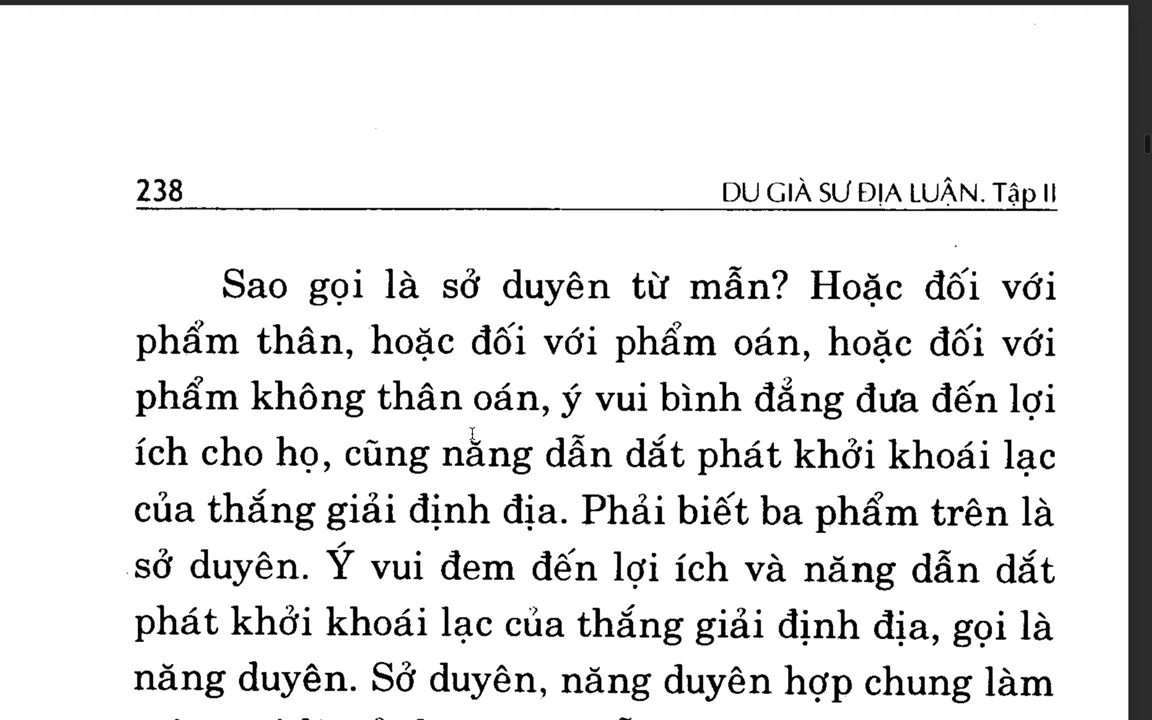 238
DU GIÀ SƯ ĐỊA LUẬN. Tập II
Sao gọi là sở duyên từ mẫn? Hoặc đối với
phẩm thân, hoặc đối với phẩm oán, hoặc đối với
phẩm không thân oán, ý vui bình đẳng đưa đến lợi
ích cho họ, cũng năng dẫn dắt phát khởi khoái lạc
của thắng giải định địa. Phải biết ba phẩm trên là
sở duyên. Ý vui đem đến lợi ích và năng dẫn dắt
phát khởi khoái lạc của thắng giải định địa, gọi là
năng duyên. Sở duyên, năng duyên hợp chung làm